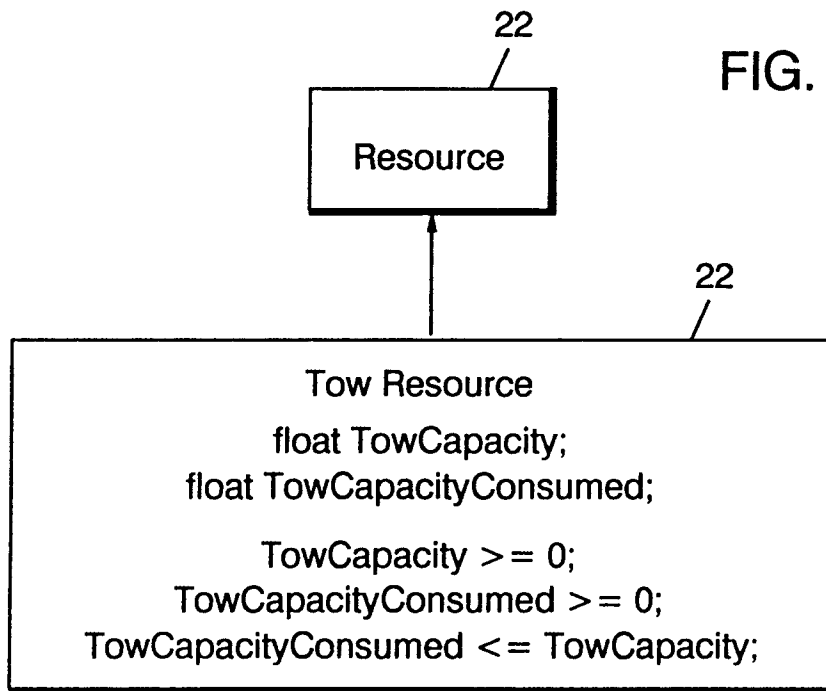 22
FIG.
Resource
22
Tow Resource
float TowCapacity;
float TowCapacityConsumed;
TowCapacity >= 0;
TowCapacityConsumed >= 0;
TowCapacityConsumed <= TowCapacity;